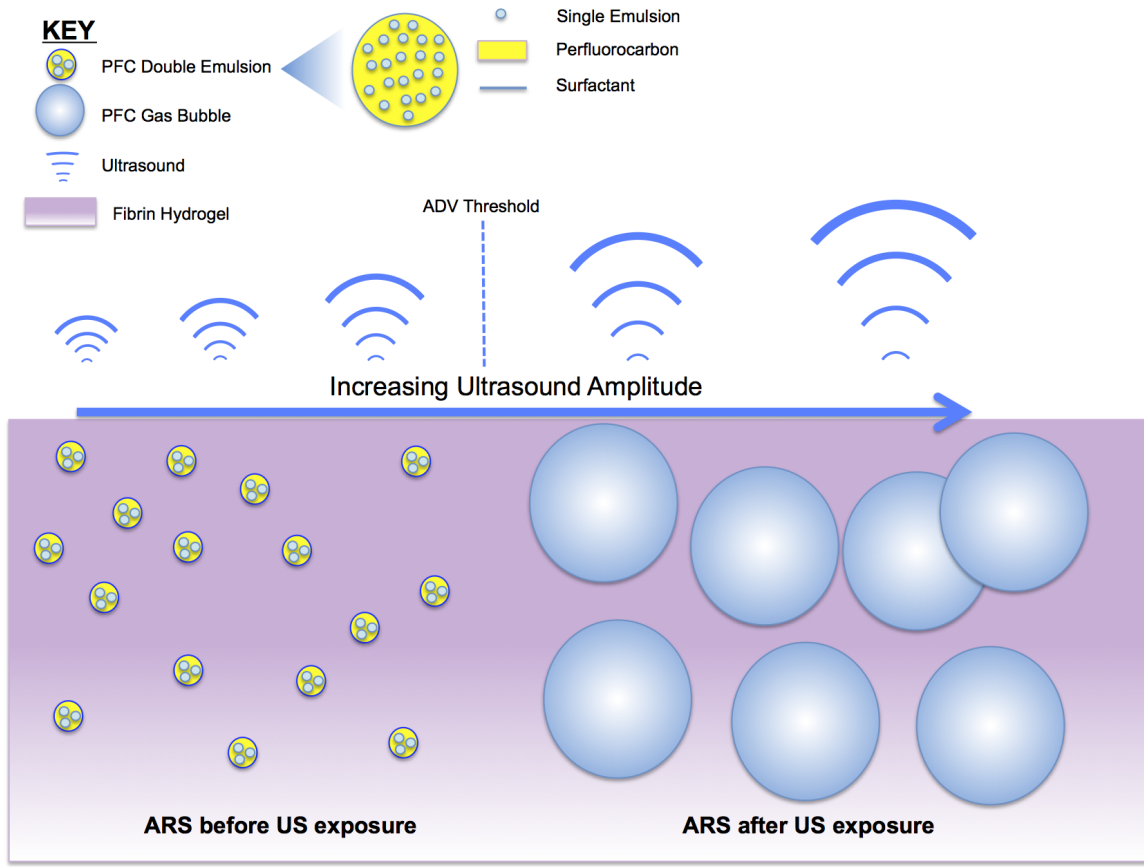 KEY
PFC Double Emulsion
PFC Gas Bubble
Ultrasound
Fibrin Hydrogel
Single Emulsion
Perfluorocarbon
Surfactant
ADV Threshold
Increasing Ultrasound Amplitude
ARS before US exposure
ARS after US exposure